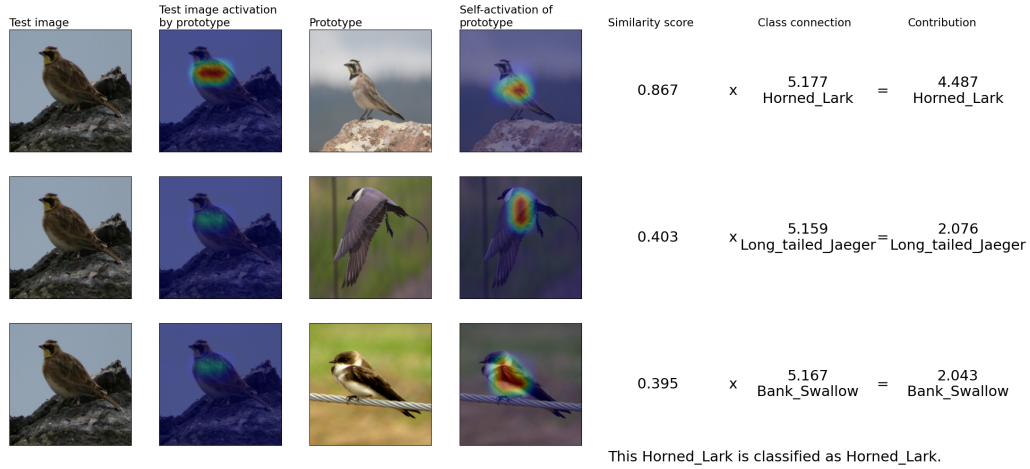 Test image
Test image activation
by prototype
Prototype
Self-activation of
prototype
Similarity score
Class connection
Contribution
0.867
x
5.177
Horned_Lark
=
4.487
Horned_Lark
0.403
x
5.159
Long_tailed_Jaeger
=
2.076
Long_tailed_Jaeger
0.395
x
5.167
Bank_Swallow
=
2.043
Bank_Swallow
This Horned_Lark is classified as Horned_Lark.